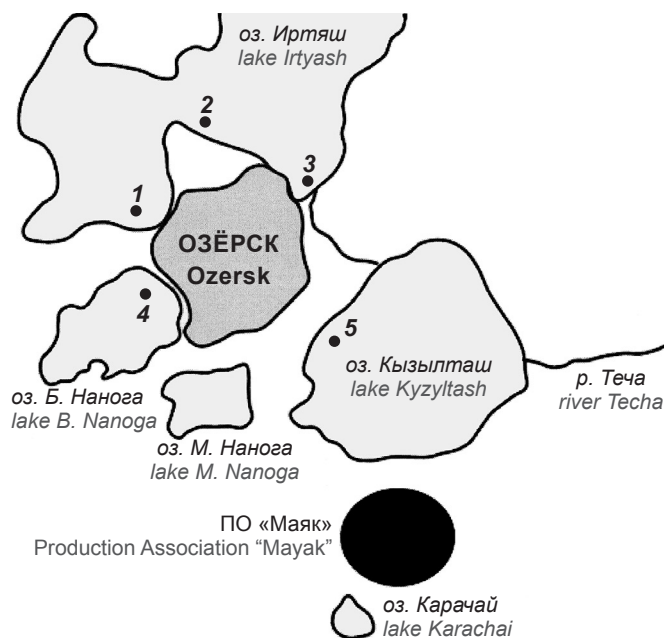 оз. Иртяш
lake Irtyash
2
3
1
ОЗЁРСК
Ozersk
4
5
оз. Кызылташ
lake Kyzyltash
р. Теча
river Techa
оз. Б. Нанога
lake B. Nanoga
оз. М. Нанога
lake M. Nanoga
ПО «Маяк»
Production Association “Mayak”
оз. Карачай
lake Karachai